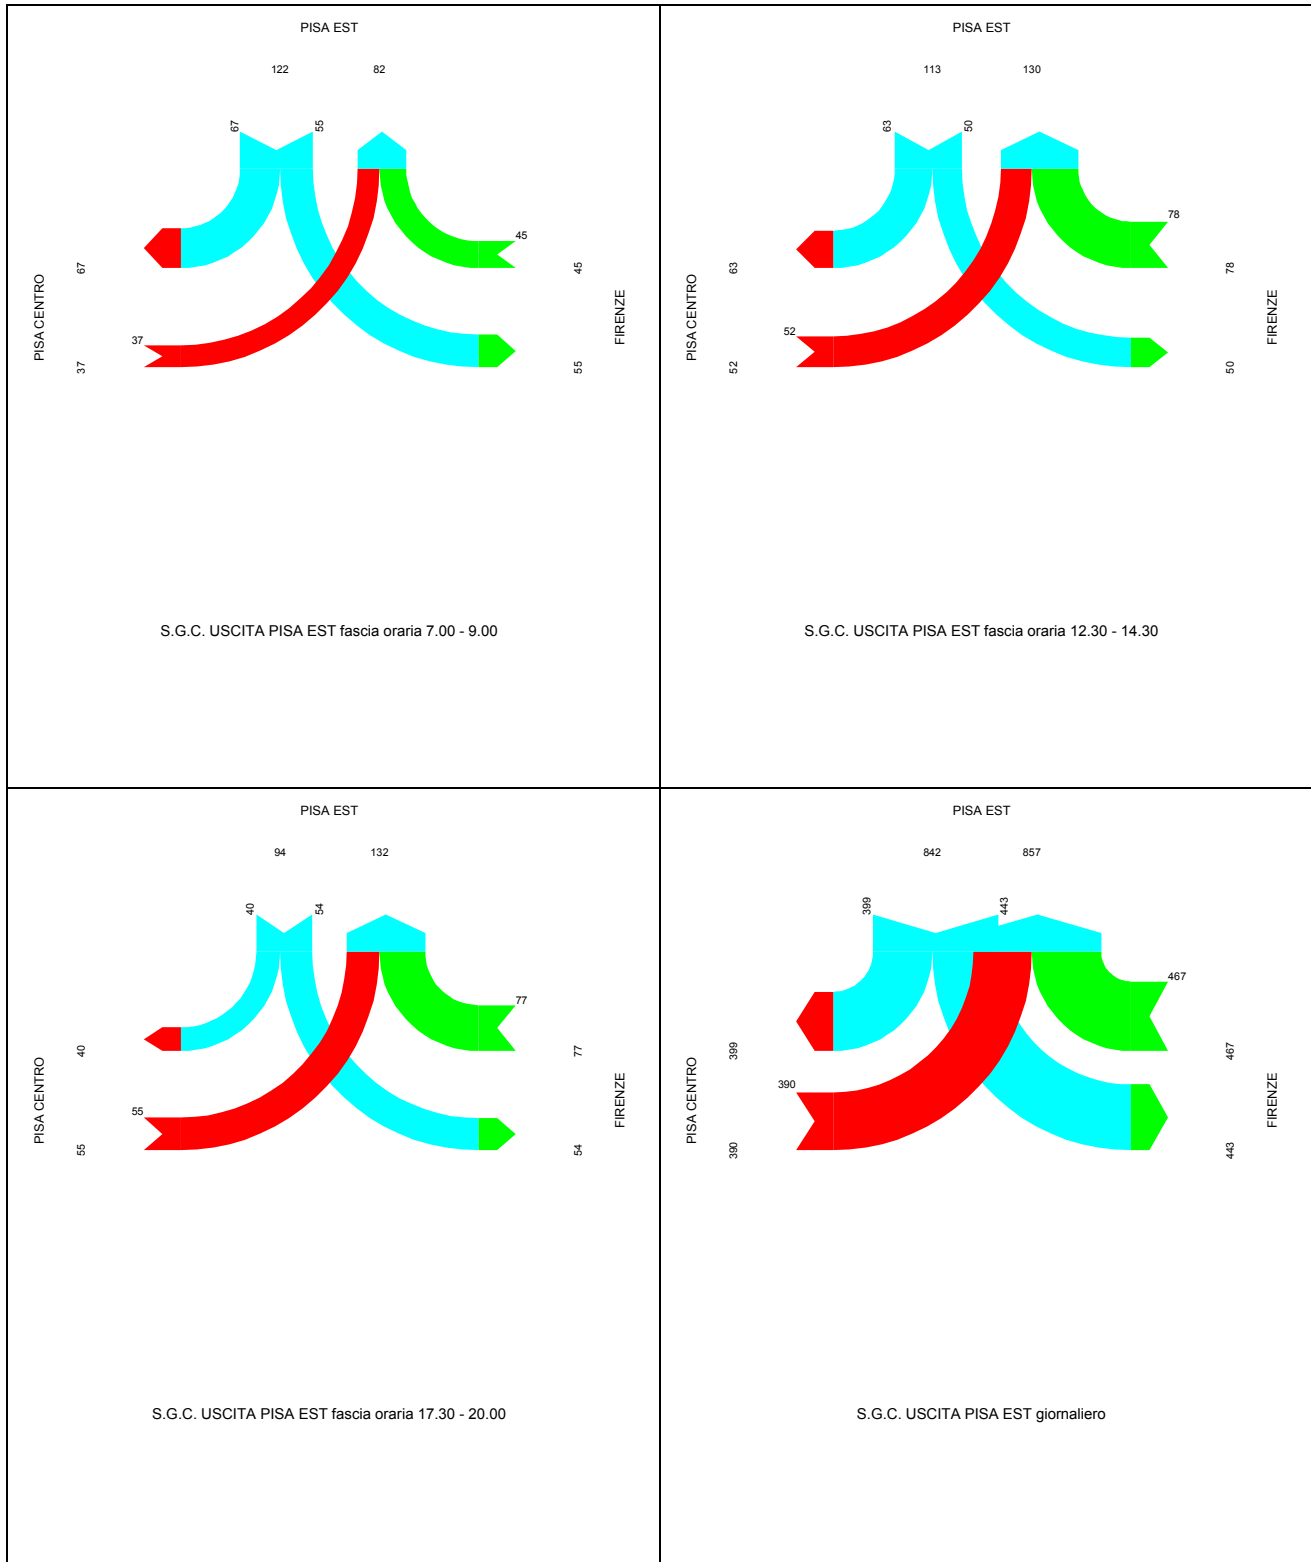 PISA EST
122 82
67 55
45
67 45
PISA CENTRO FIRENZE
37
37 55
S.G.C. USCITA PISA EST fascia oraria 7.00 - 9.00
PISA EST
113 130
63 50
78
63 78
PISA CENTRO FIRENZE
52
52 50
S.G.C. USCITA PISA EST fascia oraria 12.30 - 14.30
PISA EST
94 132
40 54
77
40 77
PISA CENTRO FIRENZE
55
55 54
S.G.C. USCITA PISA EST fascia oraria 17.30 - 20.00
PISA EST
842 857
399 443
467
399 467
PISA CENTRO FIRENZE
390
390 443
S.G.C. USCITA PISA EST giornaliero